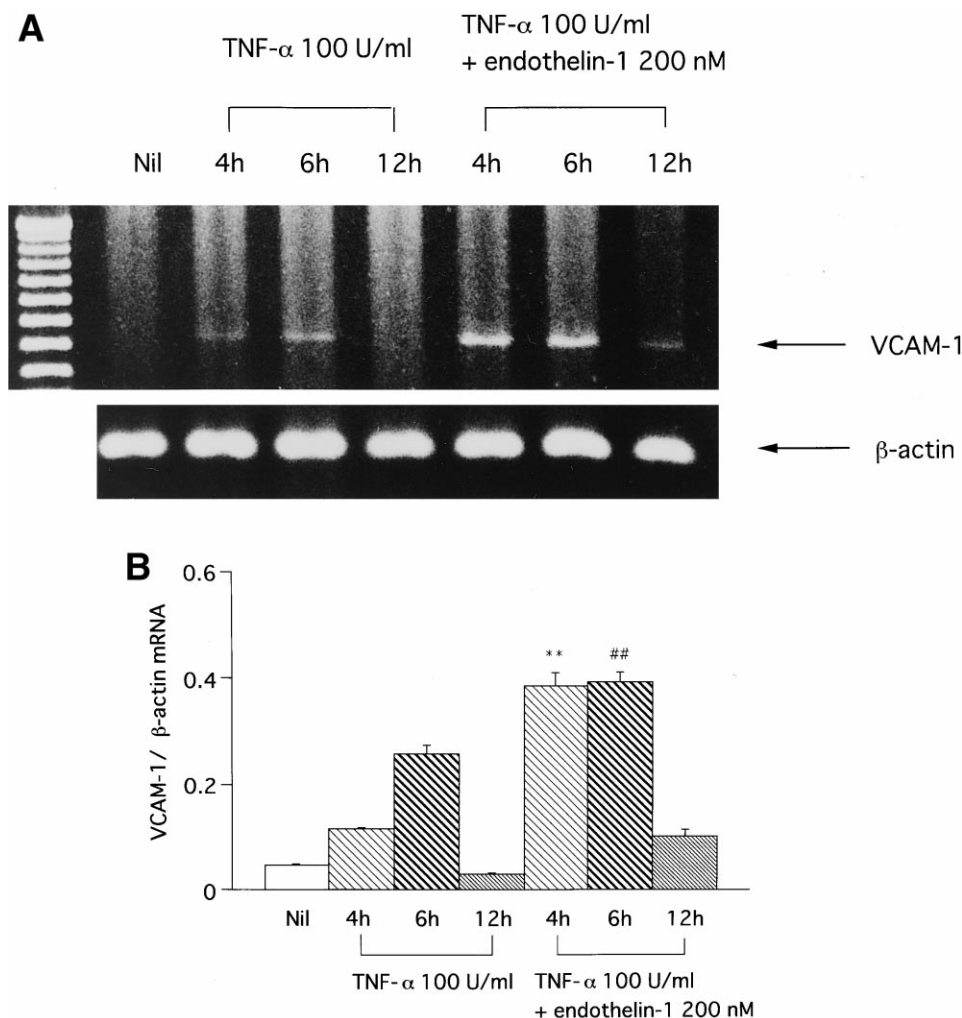 A
TNF-α 100 U/ml
TNF-α 100 U/ml
+ endothelin-1 200 nM
Nil 4h 6h 12h 4h 6h 12h
VCAM-1
β-actin
B
VCAM-1 / β-actin mRNA
0.6
0.4
0.2
0
** ##
Nil 4h 6h 12h 4h 6h 12h
TNF-α 100 U/ml
TNF-α 100 U/ml
+ endothelin-1 200 nM